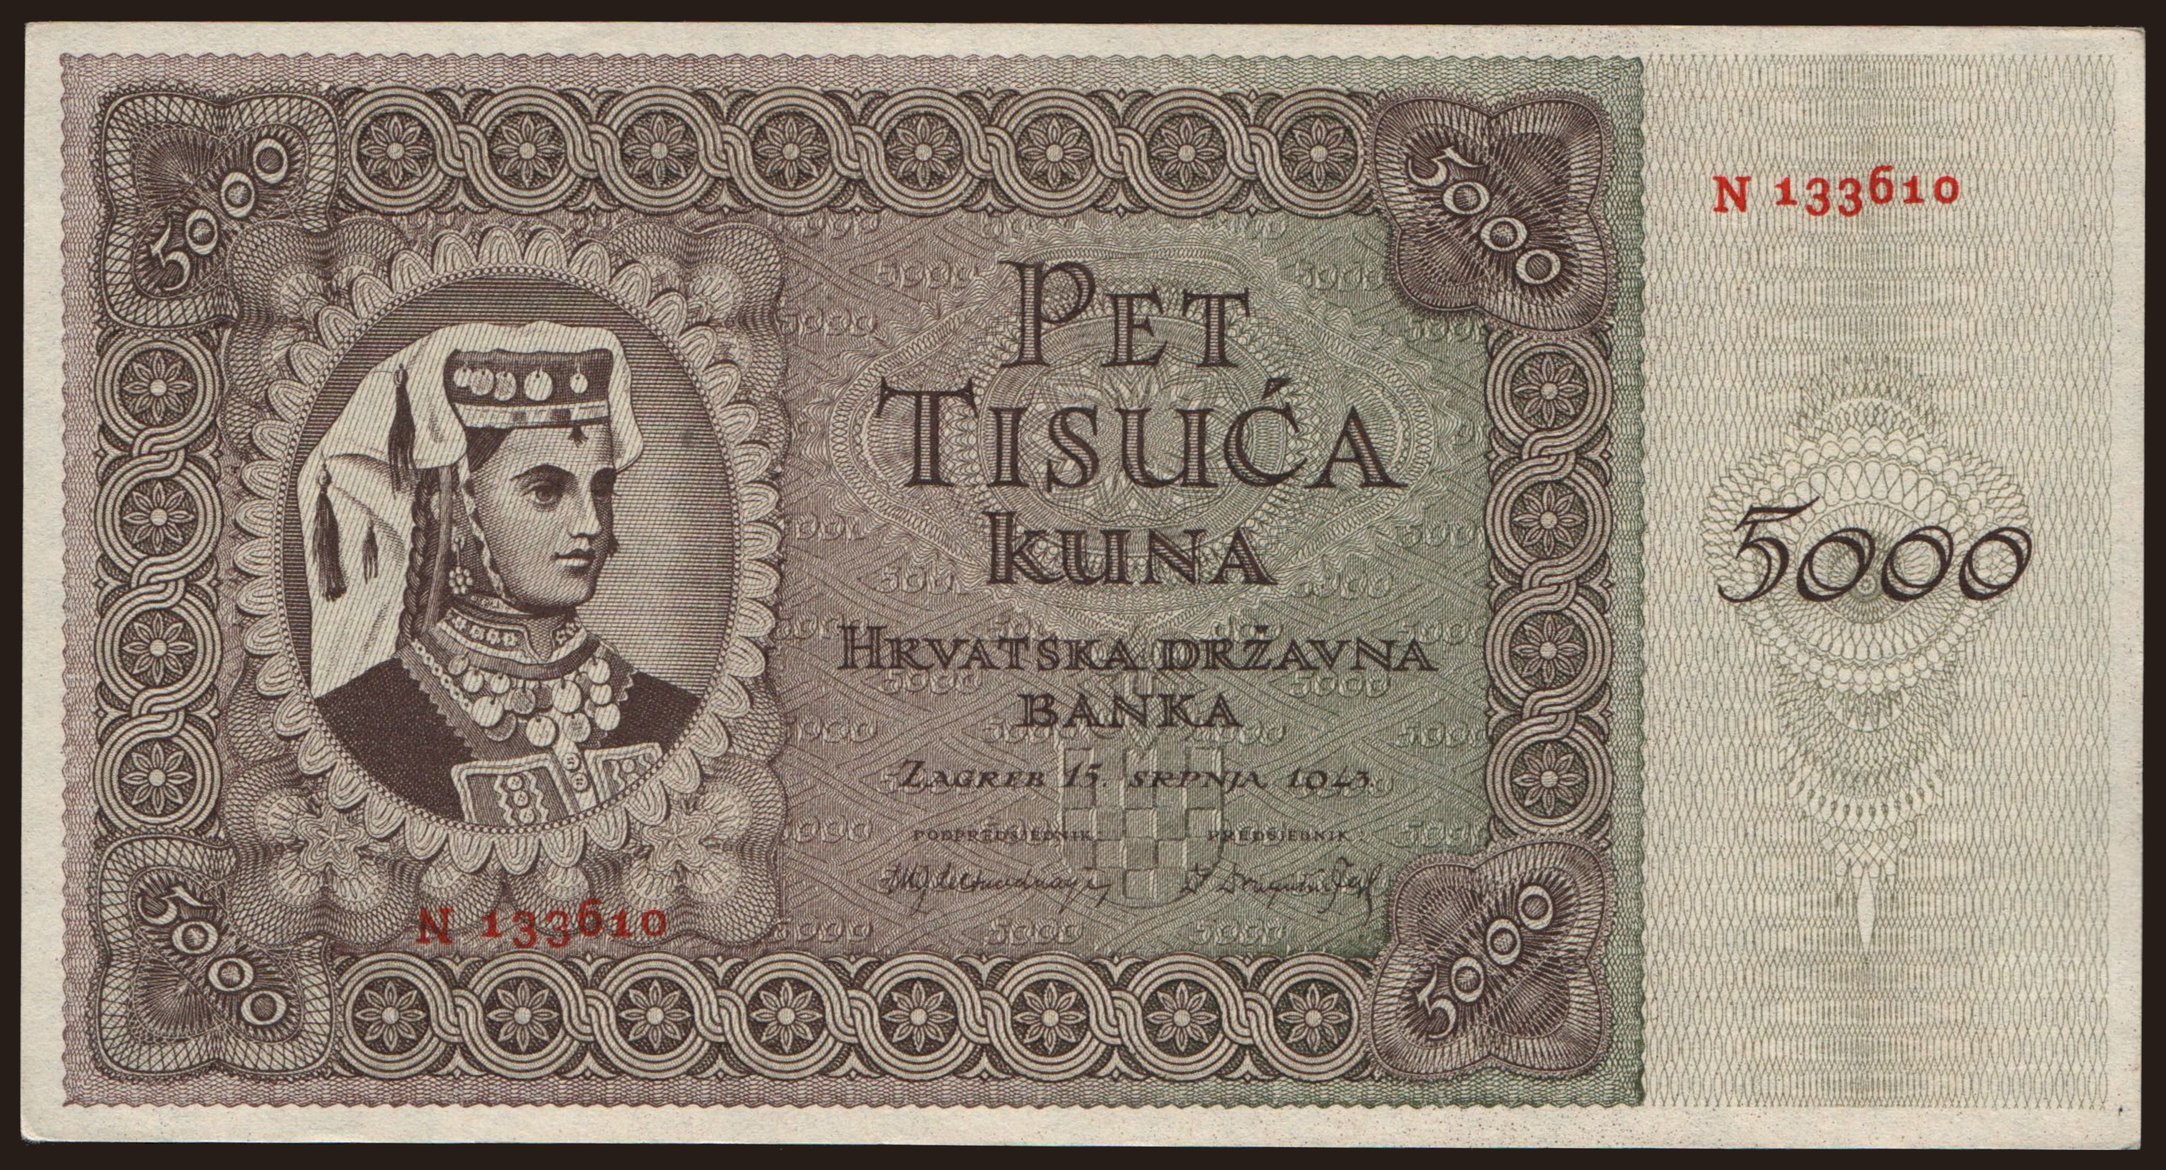 5000
5000
N 133610
PET
TISUĆA
KUNA
5000
HRVATSKA DRŽAVNA
BANKA
ZAGREB 15. SRPNJA 1943.
PODPREDSJEDNIK: PREDSJEDNIK:
N 133610
5000
5000